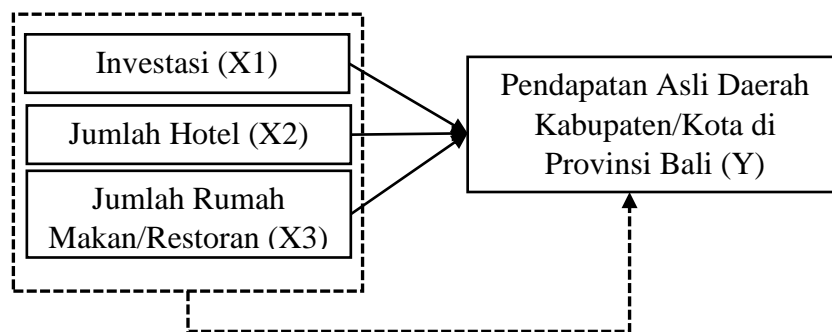 Investasi (X1)
Jumlah Hotel (X2)
Jumlah Rumah
Makan/Restoran (X3)
Pendapatan Asli Daerah
Kabupaten/Kota di
Provinsi Bali (Y)